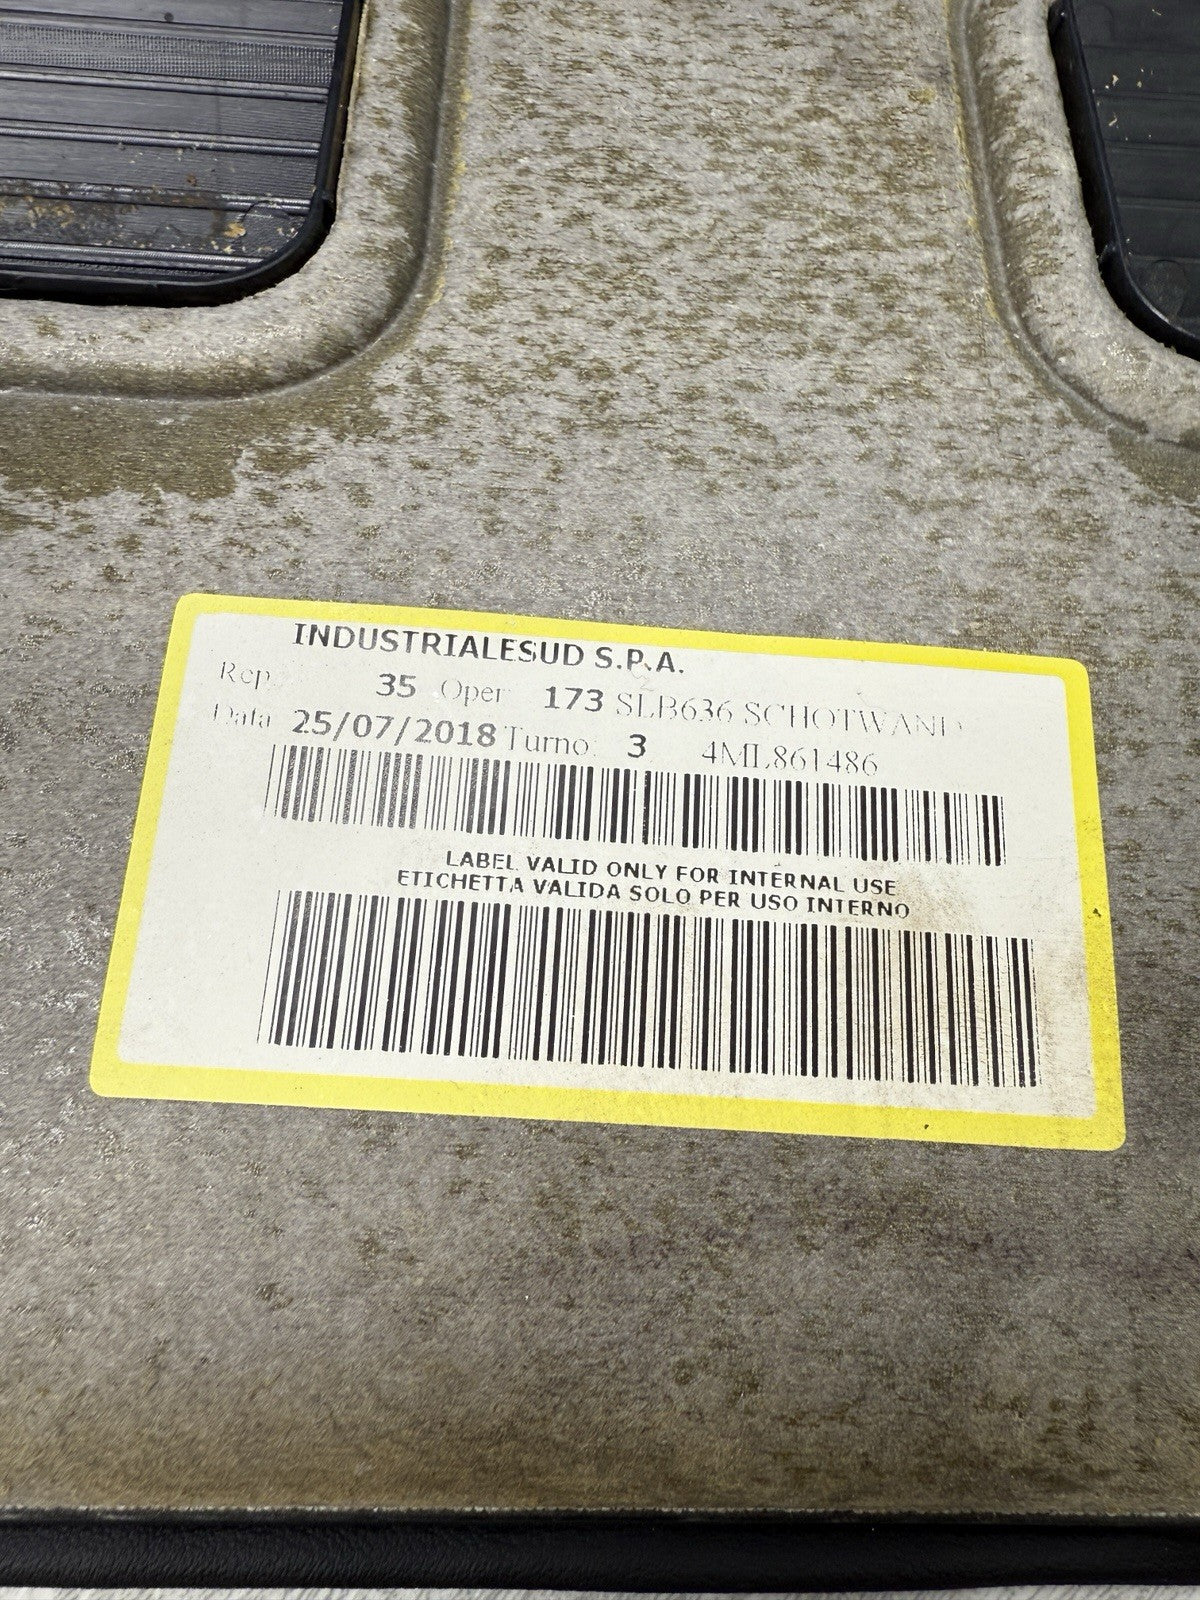 INDUSTRIALESUD S.P.A.
Rep. 35 Oper 173 SLB636 SCHOTWAND
Data 25/07/2018 Turno: 3 4ML861486
LABEL VALID ONLY FOR INTERNAL USE
ETICHETTA VALIDA SOLO PER USO INTERNO